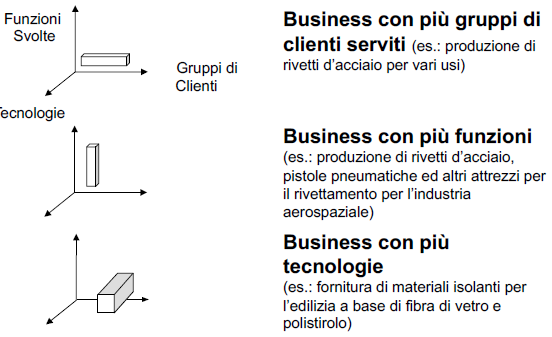 Funzioni
Svolte
Gruppi di
Clienti
Tecnologie
Business con più gruppi di
clienti serviti (es.: produzione di
rivetti d'acciaio per vari usi)
Business con più funzioni
(es.: produzione di rivetti d'acciaio,
pistole pneumatiche ed altri attrezzi per
il rivettamento per l'industria
aerospaziale)
Business con più
tecnologie
(es.: fornitura di materiali isolanti per
l'edilizia a base di fibra di vetro e
polistirolo)